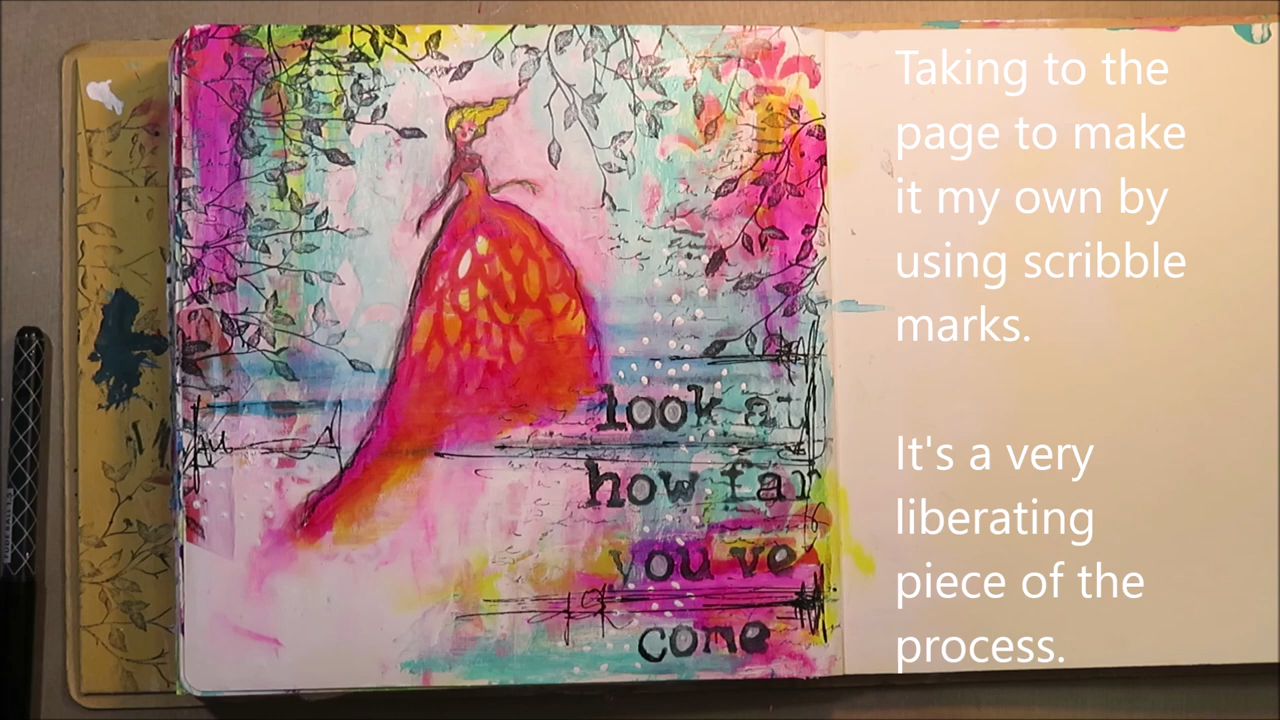 look at
how far
you've
come
Taking to the
page to make
it my own by
using scribble
marks.
It's a very
liberating
piece of the
process.